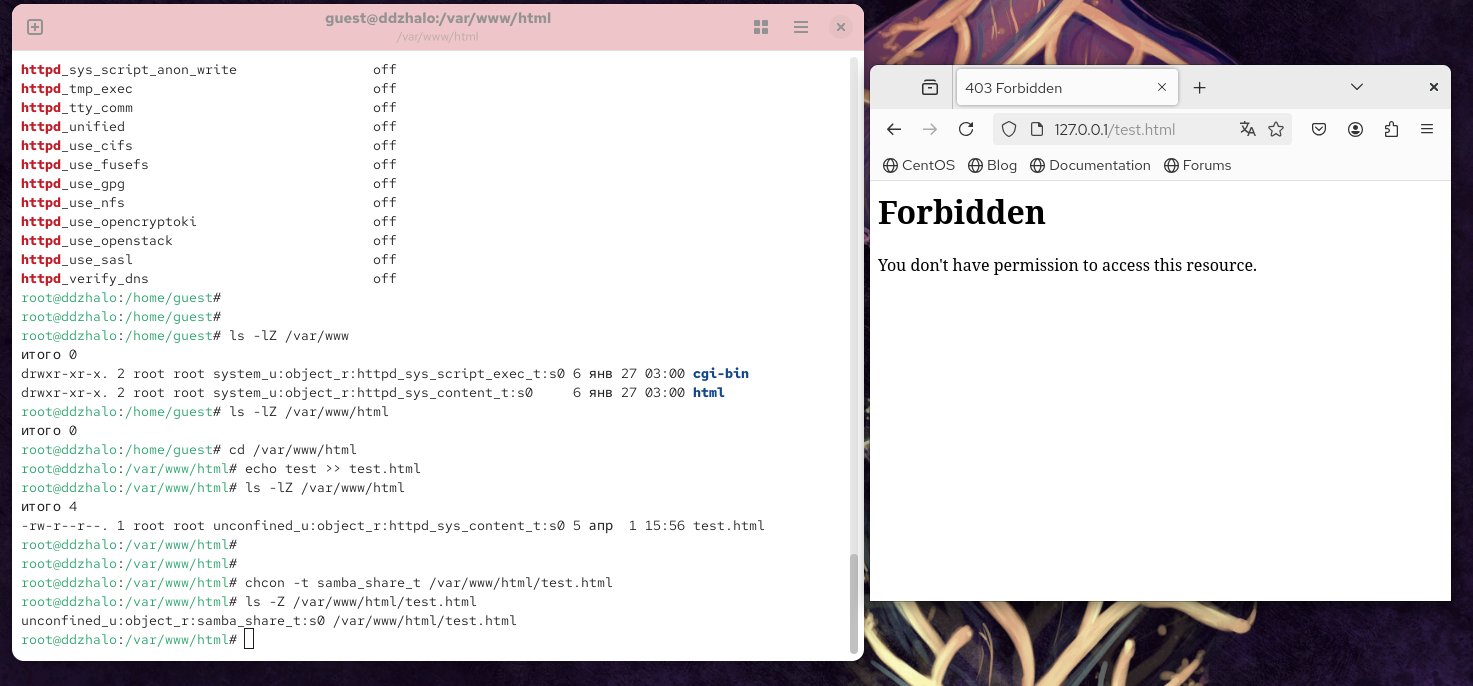 guest@ddzhalo:/var/www/html
/var/www/html
httpd_sys_script_anon_write off
httpd_tmp_exec off
httpd_tty_comm off
httpd_unified off
httpd_use_cifs off
httpd_use_fusefs off
httpd_use_gpg off
httpd_use_nfs off
httpd_use_opencryptoki off
httpd_use_openstack off
httpd_use_sasl off
httpd_verify_dns off
root@ddzhalo:/home/guest#
root@ddzhalo:/home/guest#
root@ddzhalo:/home/guest# ls -lZ /var/www
итого 0
drwxr-xr-x. 2 root root system_u:object_r:httpd_sys_script_exec_t:s0 6 янв 27 03:00 cgi-bin
drwxr-xr-x. 2 root root system_u:object_r:httpd_sys_content_t:s0 6 янв 27 03:00 html
root@ddzhalo:/home/guest# ls -lZ /var/www/html
итого 0
root@ddzhalo:/home/guest# cd /var/www/html
root@ddzhalo:/var/www/html# echo test >> test.html
root@ddzhalo:/var/www/html# ls -lZ /var/www/html
итого 4
-rw-r--r--. 1 root root unconfined_u:object_r:httpd_sys_content_t:s0 5 апр 1 15:56 test.html
root@ddzhalo:/var/www/html#
root@ddzhalo:/var/www/html#
root@ddzhalo:/var/www/html# chcon -t samba_share_t /var/www/html/test.html
root@ddzhalo:/var/www/html# ls -Z /var/www/html/test.html
unconfined_u:object_r:samba_share_t:s0 /var/www/html/test.html
root@ddzhalo:/var/www/html#
403 Forbidden
127.0.0.1/test.html
CentOS Blog Documentation Forums
Forbidden
You don't have permission to access this resource.